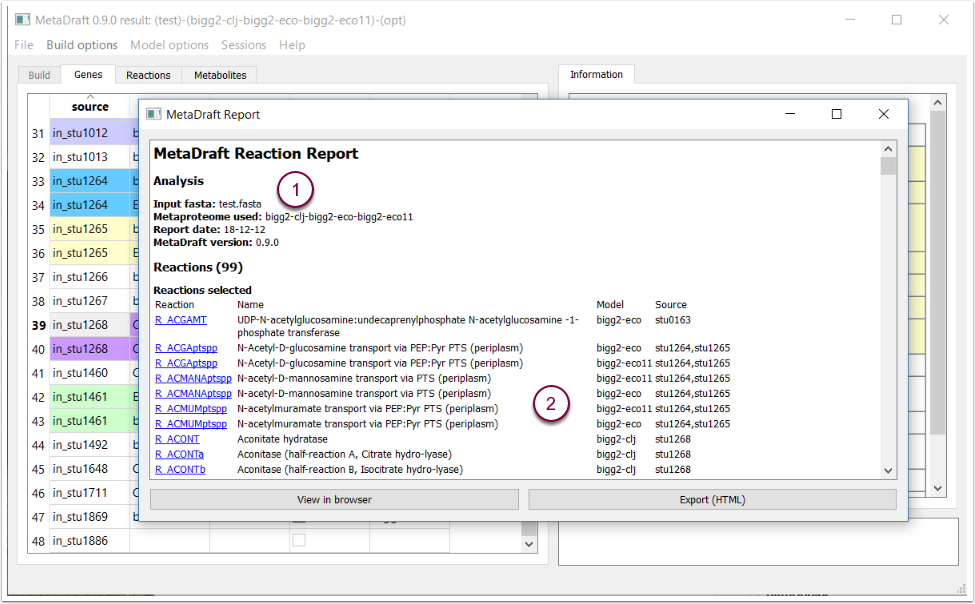 MetaDraft 0.9.0 result: (test)-(bigg2-clj-bigg2-eco-bigg2-eco11)-(opt)
File Build options Model options Sessions Help
Build Genes Reactions Metabolites Information
source
MetaDraft Report
31 in_stu1012 b
32 in_stu1013 b
33 in_stu1264 b
34 in_stu1264 E
35 in_stu1265 b
36 in_stu1265 E
37 in_stu1266 b
38 in_stu1267 b
39 in_stu1268 C
40 in_stu1268 C
41 in_stu1460 C
42 in_stu1461 E
43 in_stu1461 b
44 in_stu1492 b
45 in_stu1648 C
46 in_stu1711 C
47 in_stu1869 b
48 in_stu1886
MetaDraft Reaction Report
Analysis
1
Input fasta: test.fasta
Metaproteome used: bigg2-clj-bigg2-eco-bigg2-eco11
Report date: 18-12-12
MetaDraft version: 0.9.0
Reactions (99)
Reactions selected
Reaction Name Model Source
R_ACGAMT UDP-N-acetylglucosamine:undecaprenylphosphate N-acetylglucosamine -1- bigg2-eco stu0163
phosphate transferase
R_ACGAptspp N-Acetyl-D-glucosamine transport via PEP:Pyr PTS (periplasm) bigg2-eco stu1264,stu1265
R_ACGAptspp N-Acetyl-D-glucosamine transport via PEP:Pyr PTS (periplasm) bigg2-eco11 stu1264,stu1265
R_ACMANAptspp N-acetyl-D-mannosamine transport via PTS (periplasm) bigg2-eco11 stu1264,stu1265
R_ACMANAptspp N-acetyl-D-mannosamine transport via PTS (periplasm) bigg2-eco stu1264,stu1265
R_ACMUMptspp N-acetylmuramate transport via PEP:Pyr PTS (periplasm) bigg2-eco11 stu1264,stu1265
2
R_ACMUMptspp N-acetylmuramate transport via PEP:Pyr PTS (periplasm) bigg2-eco stu1264,stu1265
R_ACONT Aconitate hydratase bigg2-clj stu1268
R_ACONTa Aconitase (half-reaction A, Citrate hydro-lyase) bigg2-clj stu1268
R_ACONTb Aconitase (half-reaction B, Isocitrate hydro-lyase) bigg2-clj stu1268
View in browser Export (HTML)